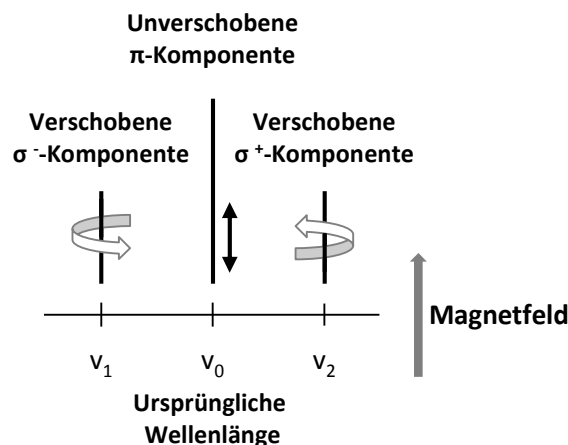 Unverschobene
π-Komponente
Verschobene
σ⁻-Komponente
Verschobene
σ⁺-Komponente
Magnetfeld
ν₁
ν₀
ν₂
Ursprüngliche
Wellenlänge